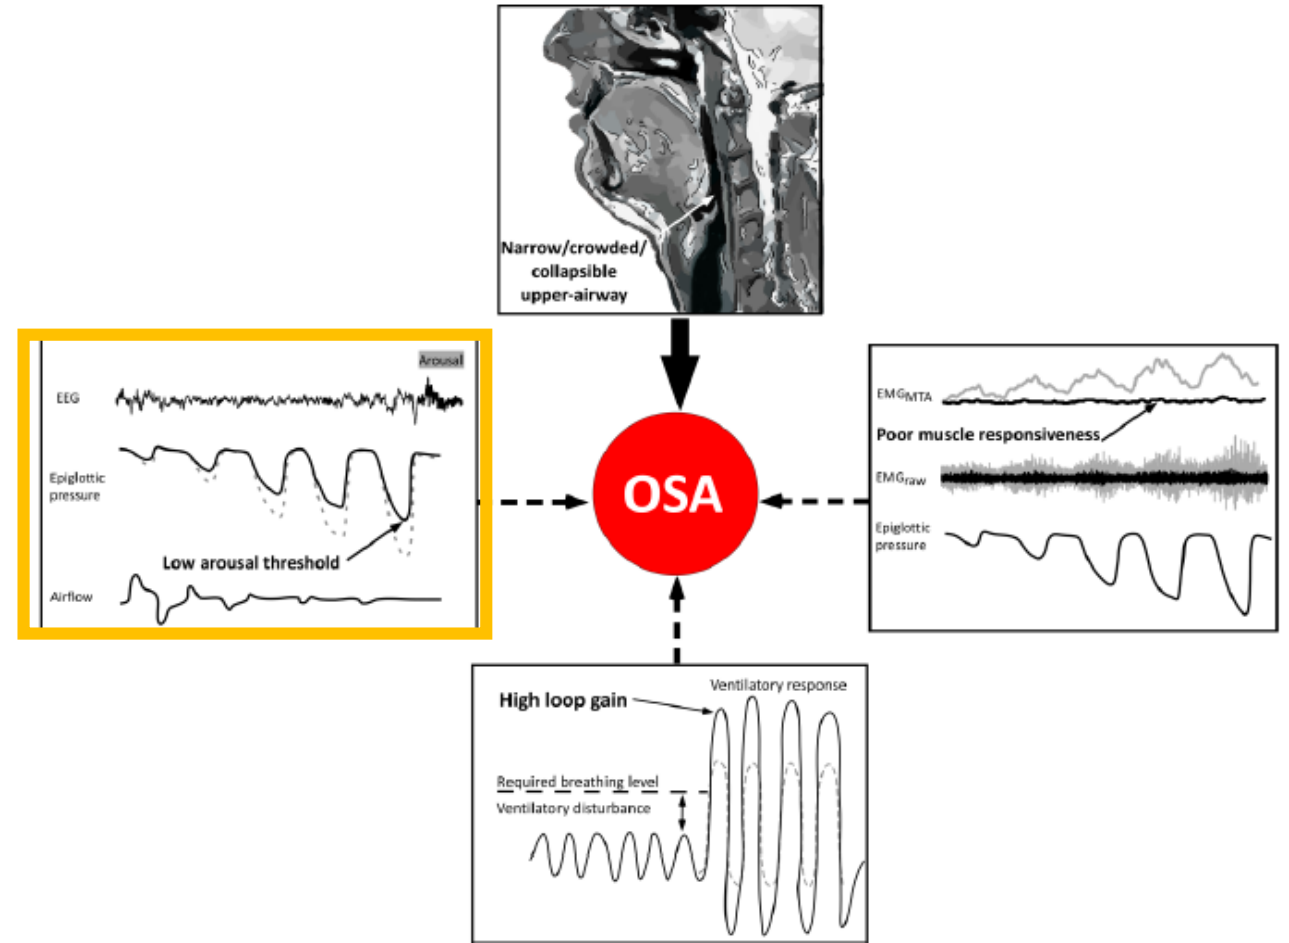 Narrow/crowded/
collapsible
upper-airway
Arousal
EEG
Epiglottic
pressure
Low arousal threshold
Airflow
OSA
EMGMTA
Poor muscle responsiveness
EMGraw
Epiglottic
pressure
Ventilatory response
High loop gain
Required breathing level
Ventilatory disturbance